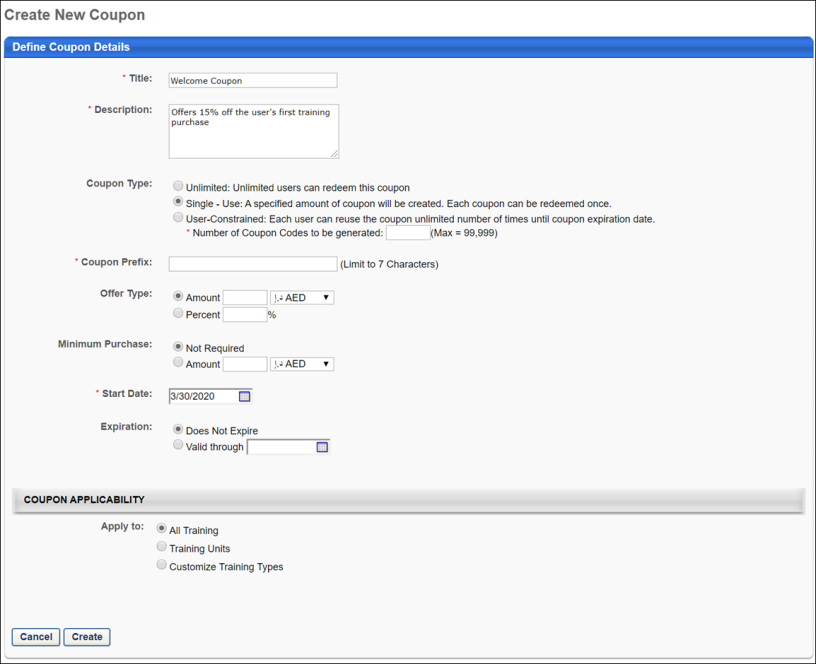 Create New Coupon
Define Coupon Details
* Title:
Welcome Coupon
* Description:
Offers 15% off the user's first training
purchase
Coupon Type:
Unlimited: Unlimited users can redeem this coupon
Single - Use: A specified amount of coupon will be created. Each coupon can be redeemed once.
User-Constrained: Each user can reuse the coupon unlimited number of times until coupon expiration date.
* Number of Coupon Codes to be generated: (Max = 99,999)
* Coupon Prefix: (Limit to 7 Characters)
Offer Type:
Amount د.إ.‏ AED
Percent %
Minimum Purchase:
Not Required
Amount د.إ.‏ AED
* Start Date:
3/30/2020
Expiration:
Does Not Expire
Valid through
COUPON APPLICABILITY
Apply to:
All Training
Training Units
Customize Training Types
Cancel Create